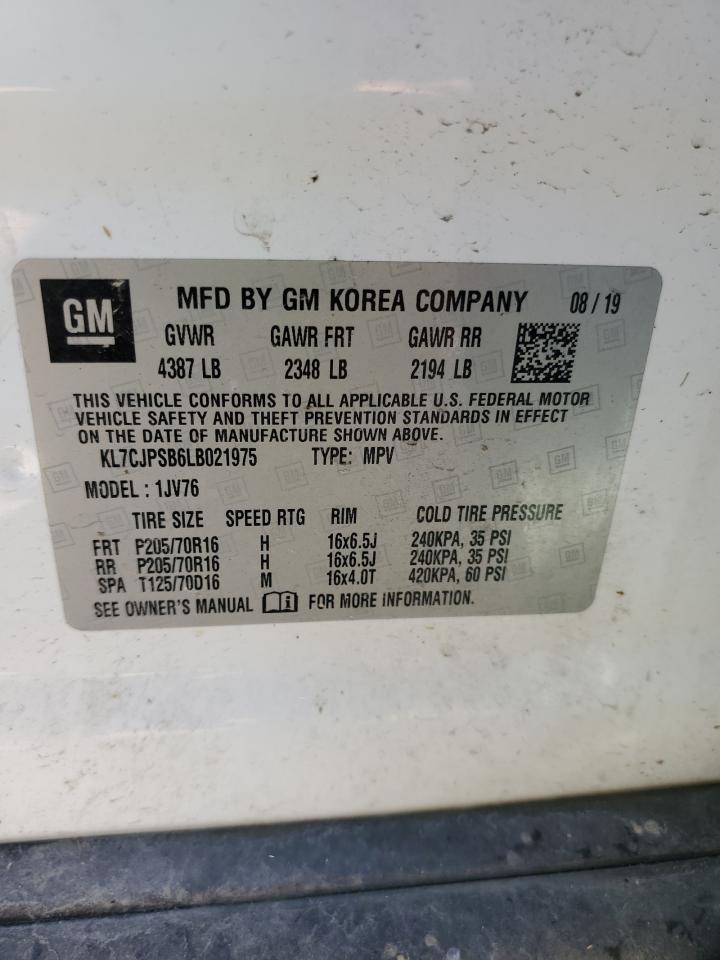 GM MFD BY GM KOREA COMPANY 08/19
GVWR GAWR FRT GAWR RR
4387 LB 2348 LB 2194 LB
THIS VEHICLE CONFORMS TO ALL APPLICABLE U.S. FEDERAL MOTOR
VEHICLE SAFETY AND THEFT PREVENTION STANDARDS IN EFFECT
ON THE DATE OF MANUFACTURE SHOWN ABOVE.
KL7CJPSB6LB021975 TYPE: MPV
MODEL : 1JV76
TIRE SIZE SPEED RTG RIM COLD TIRE PRESSURE
FRT P205/70R16 H 16x6.5J 240KPA, 35 PSI
RR P205/70R16 H 16x6.5J 240KPA, 35 PSI
SPA T125/70D16 M 16x4.0T 420KPA, 60 PSI
SEE OWNER'S MANUAL FOR MORE INFORMATION.